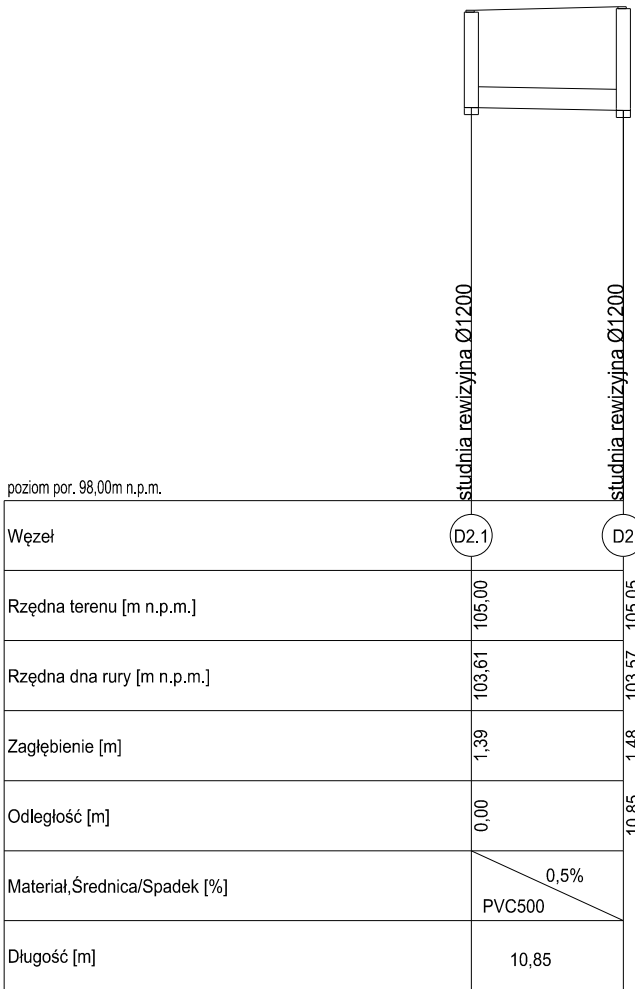 studnia rewizyjna Ø1200
studnia rewizyjna Ø1200
poziom por. 98,00m n.p.m.
Węzeł
D2.1
D2
Rzędna terenu [m n.p.m.]
105,00
105,05
Rzędna dna rury [m n.p.m.]
103,61
103,57
Zagłębienie [m]
1,39
1,48
Odległość [m]
0,00
10,85
Materiał,Średnica/Spadek [%]
0,5%
PVC500
Długość [m]
10,85